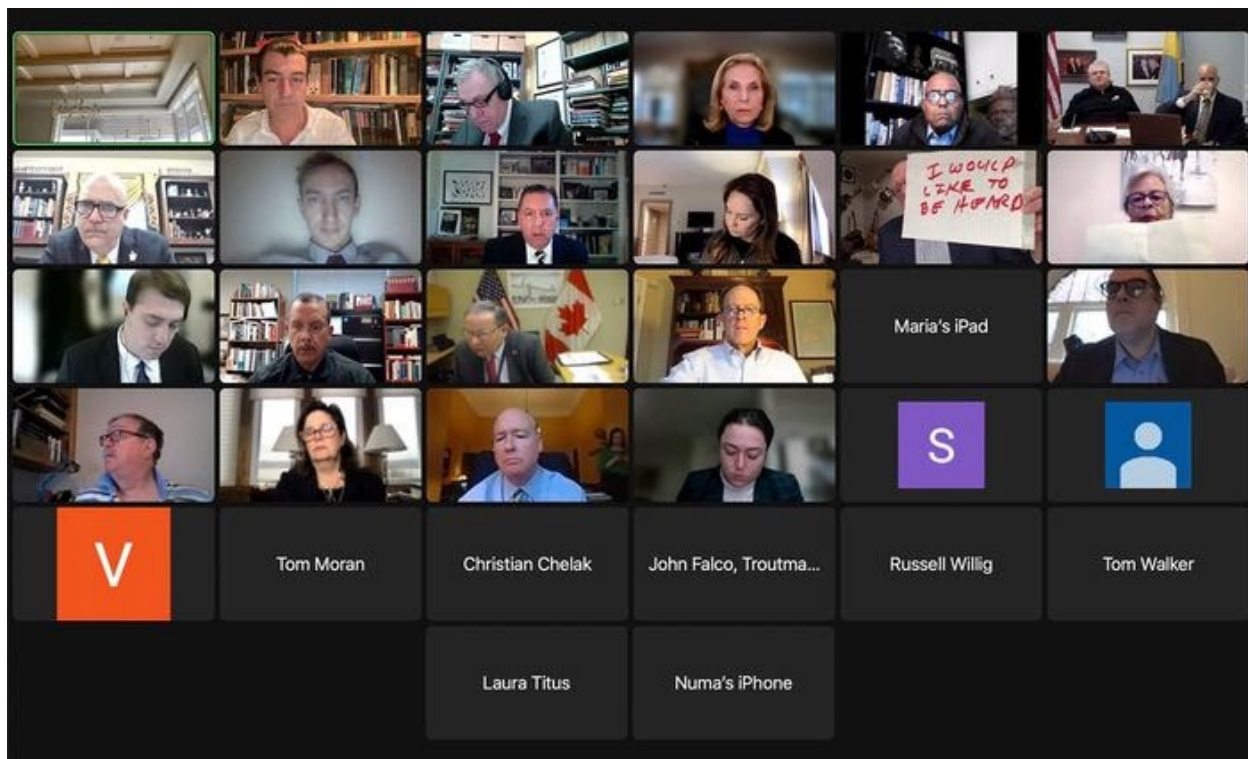 I WOULD
LIKE TO
BE HEARD
Maria's iPad
S
V
Tom Moran
Christian Chelak
John Falco, Troutma...
Russell Willig
Tom Walker
Laura Titus
Numa's iPhone